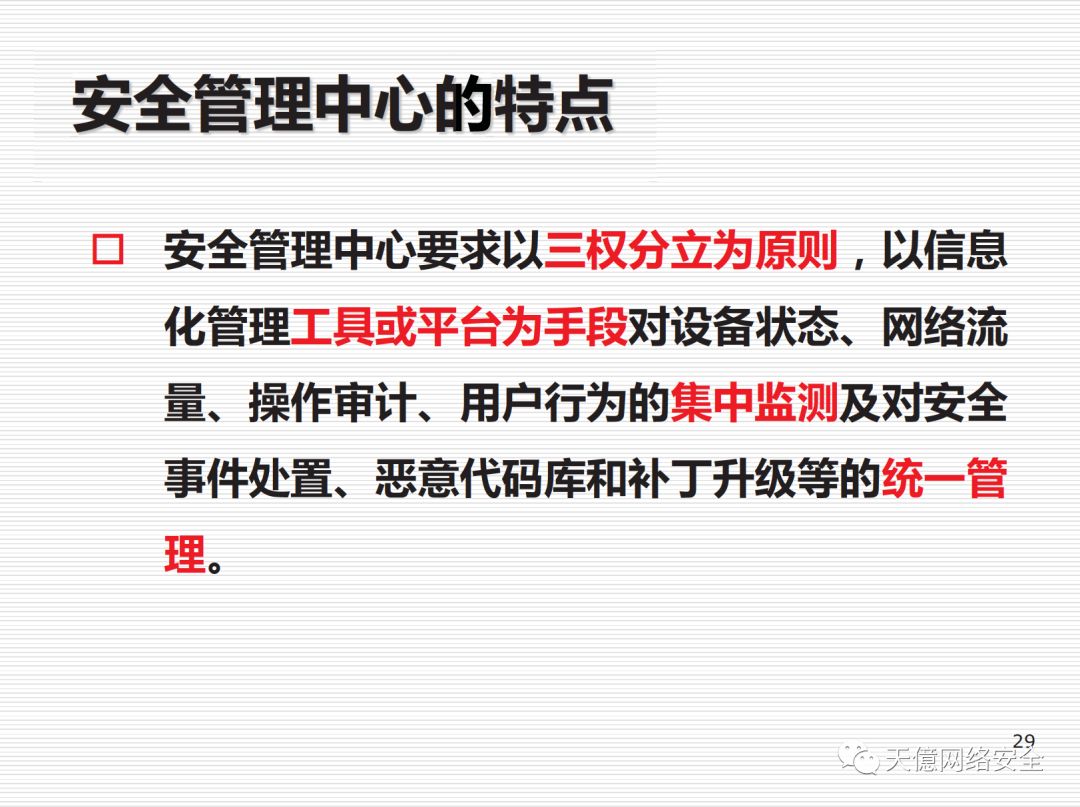 安全管理中心的特点
安全管理中心要求以三权分立为原则，以信息
化管理工具或平台为手段对设备状态、网络流
量、操作审计、用户行为的集中监测及对安全
事件处置、恶意代码库和补丁升级等的统一管
理。
29
天億网络安全